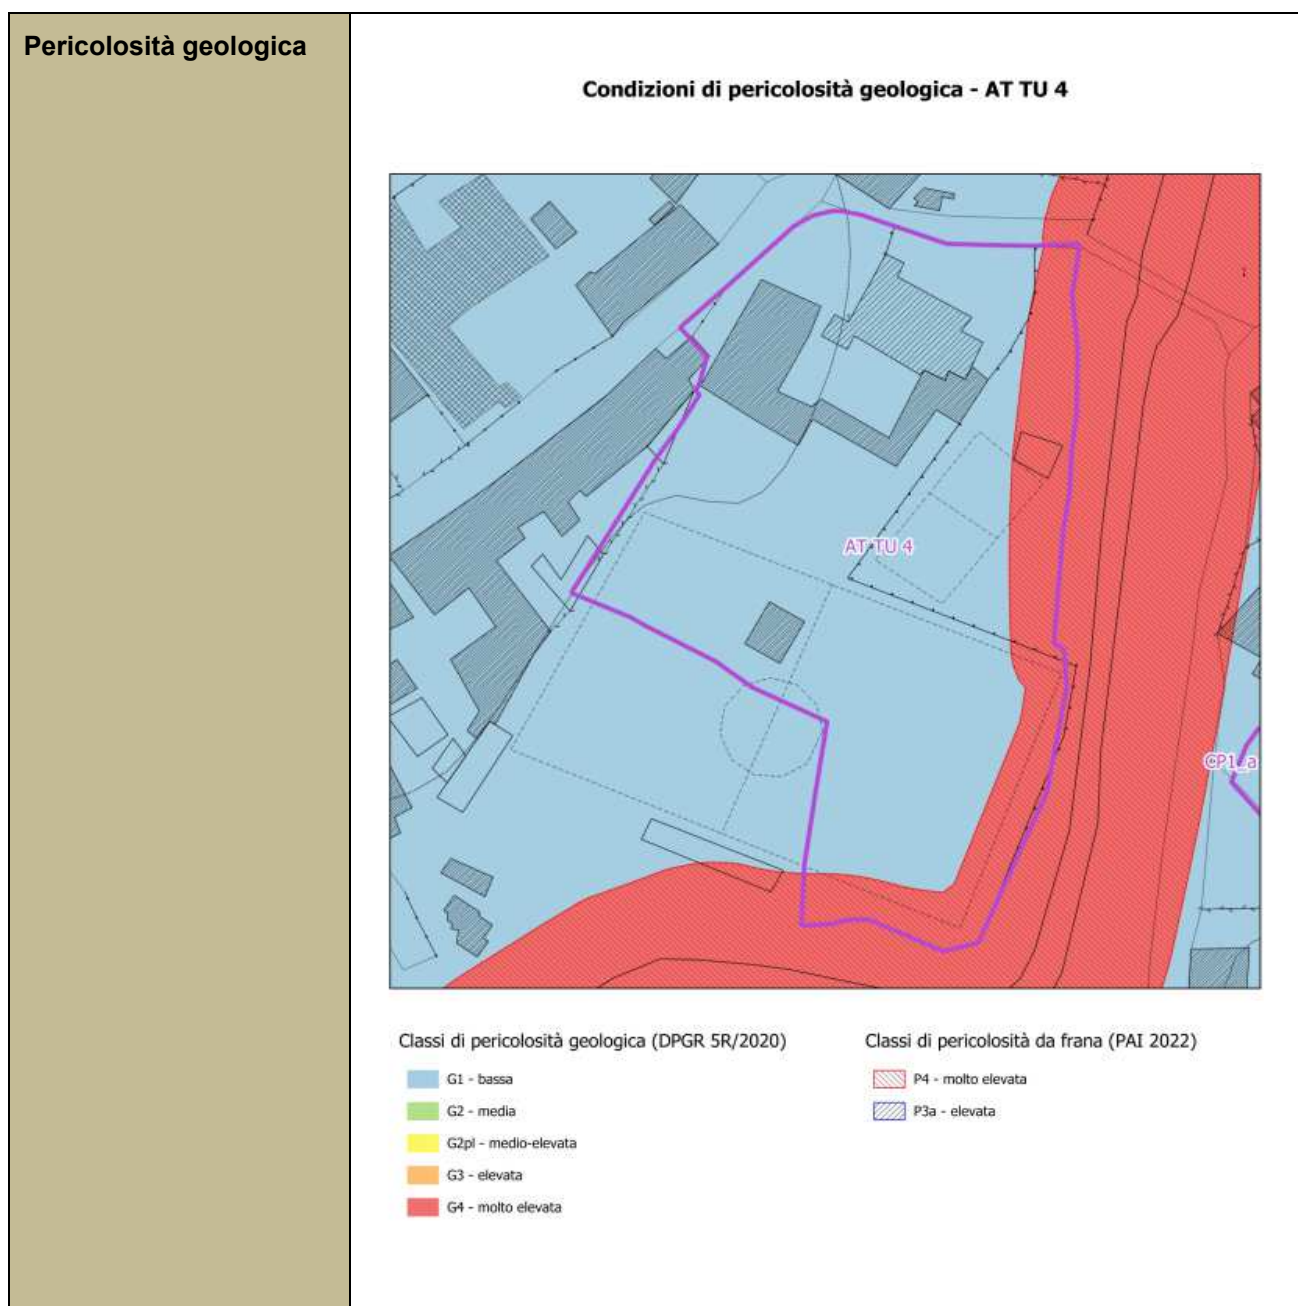 Pericolosità geologica
Condizioni di pericolosità geologica - AT TU 4
AT TU 4
CP1_a
Classi di pericolosità geologica (DPGR 5R/2020)
G1 - bassa
G2 - media
G2pl - medio-elevata
G3 - elevata
G4 - molto elevata
Classi di pericolosità da frana (PAI 2022)
P4 - molto elevata
P3a - elevata